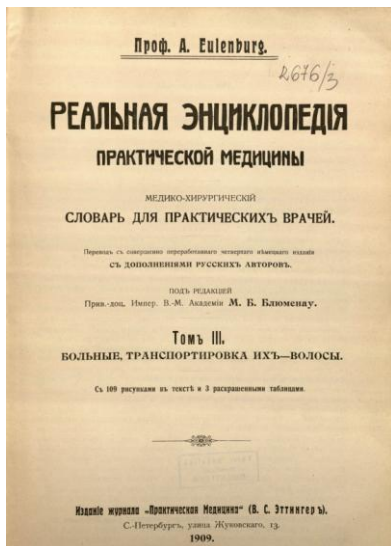 Проф. А. Eulenburg.
2676/3
РЕАЛЬНАЯ ЭНЦИКЛОПЕДІЯ
ПРАКТИЧЕСКОЙ МЕДИЦИНЫ
МЕДИКО-ХИРУРГИЧЕСКІЙ
СЛОВАРЬ ДЛЯ ПРАКТИЧЕСКИХЪ ВРАЧЕЙ.
Переводъ съ совершенно переработаннаго четвертаго нѣмецкаго изданія
СЪ ДОПОЛНЕНІЯМИ РУССКИХЪ АВТОРОВЪ.
ПОДЪ РЕДАКЦІЕЙ
Прив.-доц. Импер. В.-М. Академіи М. Б. Блюменау.
Томъ III.
БОЛЬНЫЕ, ТРАНСПОРТИРОВКА ИХЪ—ВОЛОСЫ.
Съ 109 рисунками въ текстѣ и 3 раскрашенными таблицами.
Изданіе журнала „Практическая Медицина“ (В. С. Эттингеръ).
С.-Петербургъ, улица Жуковскаго, 13.
1909.